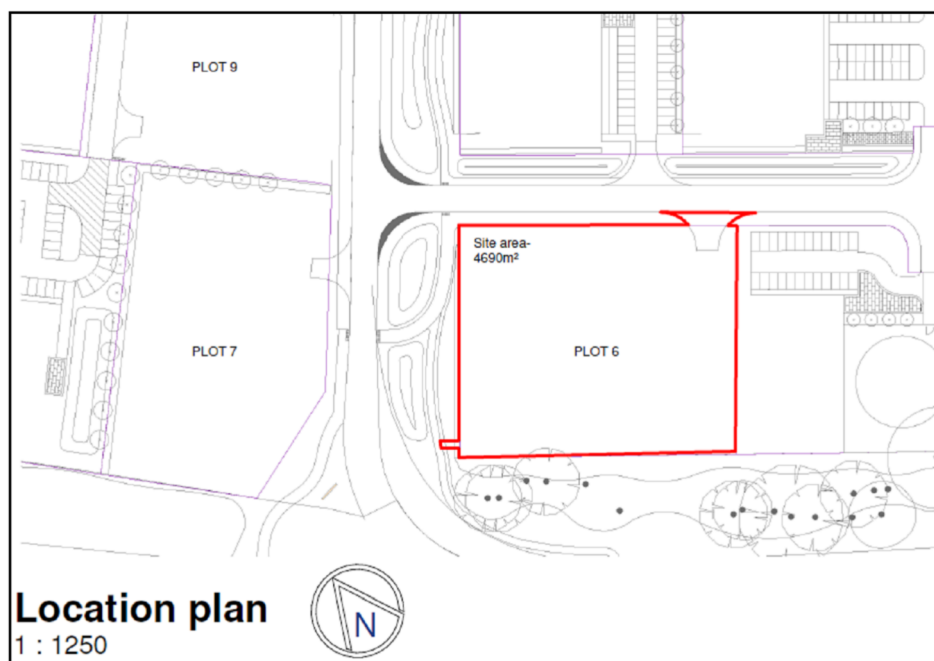 PLOT 9
Site area-
4690m²
PLOT 7
PLOT 6
Location plan
N
1 : 1250